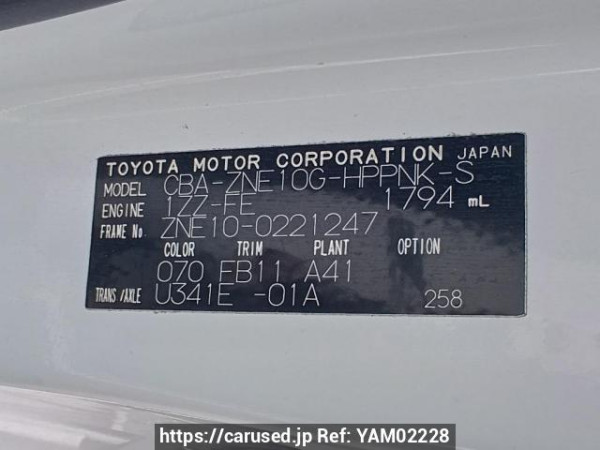 TOYOTA MOTOR CORPORATION JAPAN
MODEL CBA-ZNE10G-HPPNK-S
ENGINE 1ZZ-FE 1794 mL
FRAME No. ZNE10-0221247
COLOR TRIM PLANT OPTION
070 FB11 A41
TRANS/AXLE U341E -01A 258
https://carused.jp Ref: YAM02228